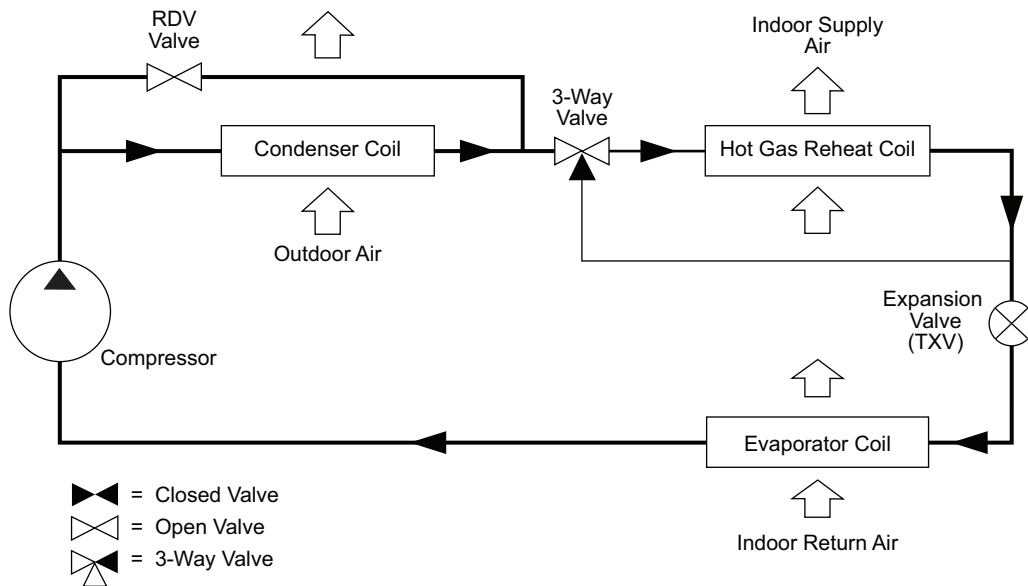 RDV
Valve
Indoor Supply
Air
3-Way
Valve
Condenser Coil
Hot Gas Reheat Coil
Outdoor Air
Expansion
Valve
(TXV)
Compressor
Evaporator Coil
Indoor Return Air
= Closed Valve
= Open Valve
= 3-Way Valve